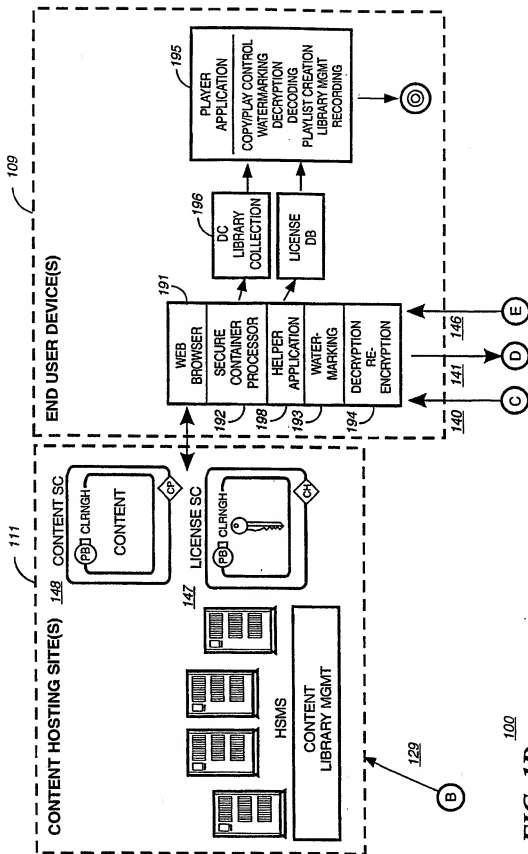 109
END USER DEVICE(S)
195
PLAYER
APPLICATION
COPY/PLAY CONTROL
WATERMARKING
DECRYPTION
DECODING
PLAYLIST CREATION
LIBRARY MGMT
RECORDING
196
DC
LIBRARY
COLLECTION
LICENSE
DB
191
WEB
BROWSER
SECURE
CONTAINER
PROCESSOR
HELPER
APPLICATION
WATER-
MARKING
DECRYPTION
RE-
ENCRYPTION
192
198
193
194
146
E
141
D
140
C
111
CONTENT HOSTING SITE(S)
148
CONTENT SC
PB
CLRNGH
CONTENT
CP
147
LICENSE SC
PB
CLRNGH
CH
HSMS
CONTENT
LIBRARY MGMT
129
B
100